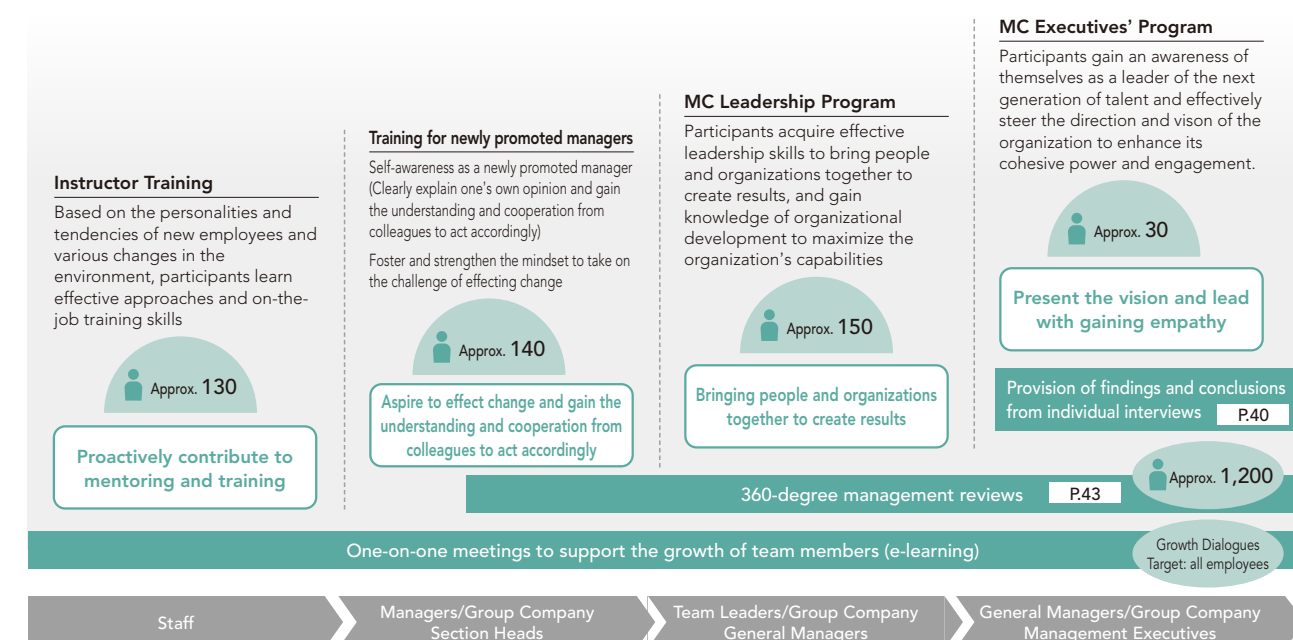 Instructor Training
Based on the personalities and
tendencies of new employees and
various changes in the
environment, participants learn
effective approaches and on-the-
job training skills
Approx. 130
Proactively contribute to
mentoring and training
Training for newly promoted managers
Self-awareness as a newly promoted manager
(Clearly explain one's own opinion and gain
the understanding and cooperation from
colleagues to act accordingly)
Foster and strengthen the mindset to take on
the challenge of effecting change
Approx. 140
Aspire to effect change and gain the
understanding and cooperation from
colleagues to act accordingly
MC Leadership Program
Participants acquire effective
leadership skills to bring people
and organizations together to
create results, and gain
knowledge of organizational
development to maximize the
organization's capabilities
Approx. 150
Bringing people and organizations
together to create results
MC Executives' Program
Participants gain an awareness of
themselves as a leader of the next
generation of talent and effectively
steer the direction and vison of the
organization to enhance its
cohesive power and engagement.
Approx. 30
Present the vision and lead
with gaining empathy
Provision of findings and conclusions
from individual interviews P.40
360-degree management reviews P.43
Approx. 1,200
One-on-one meetings to support the growth of team members (e-learning)
Growth Dialogues
Target: all employees
Staff
Managers/Group Company
Section Heads
Team Leaders/Group Company
General Managers
General Managers/Group Company
Management Executives